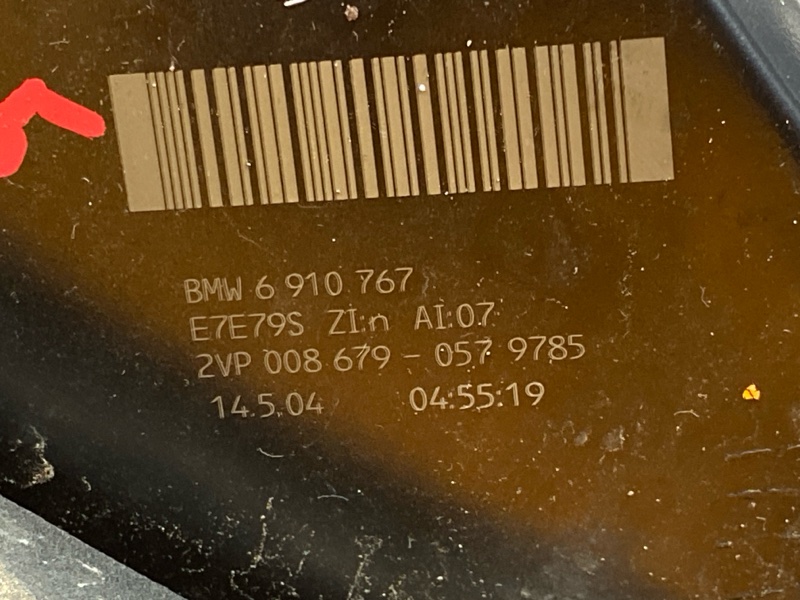 BMW 6 910 767
E7E79S ZI:n AI:07
2VP 008 679 - 057 9785
14.5.04 04:55:19